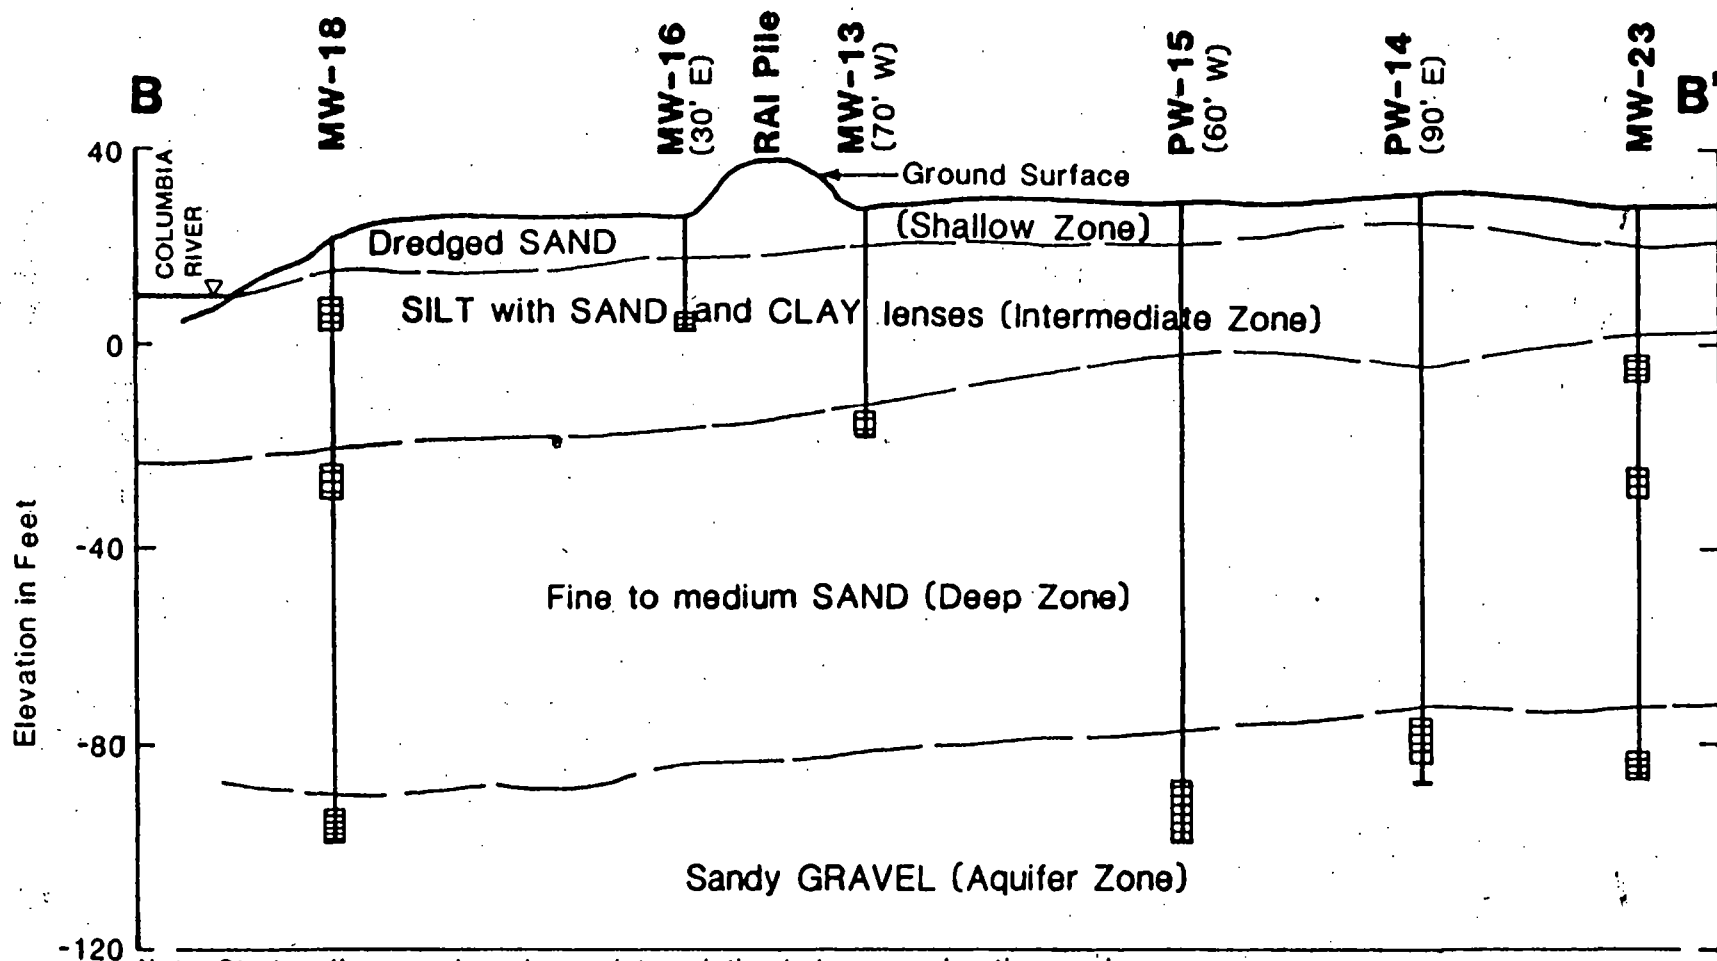 B
MW-18
MW-16
(30' E)
RAI Pile
MW-13
(70' W)
PW-15
(60' W)
PW-14
(90' E)
MW-23
B'
40
COLUMBIA
RIVER
Ground Surface
(Shallow Zone)
Dredged SAND
SILT with SAND and CLAY lenses (Intermediate Zone)
0
Elevation in Feet
-40
Fine to medium SAND (Deep Zone)
-80
Sandy GRAVEL (Aquifer Zone)
-120